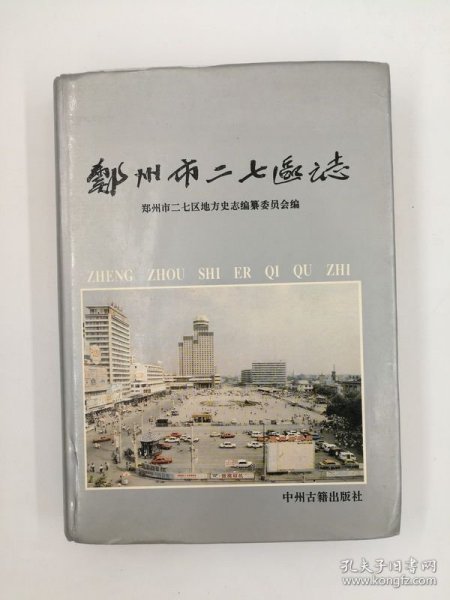 鄭州市二七區志
郑州市二七区地方史志编纂委员会编
ZHENG ZHOU SHI ER QI QU ZHI
中州古籍出版社
孔夫子旧书网
www.kongfz.com